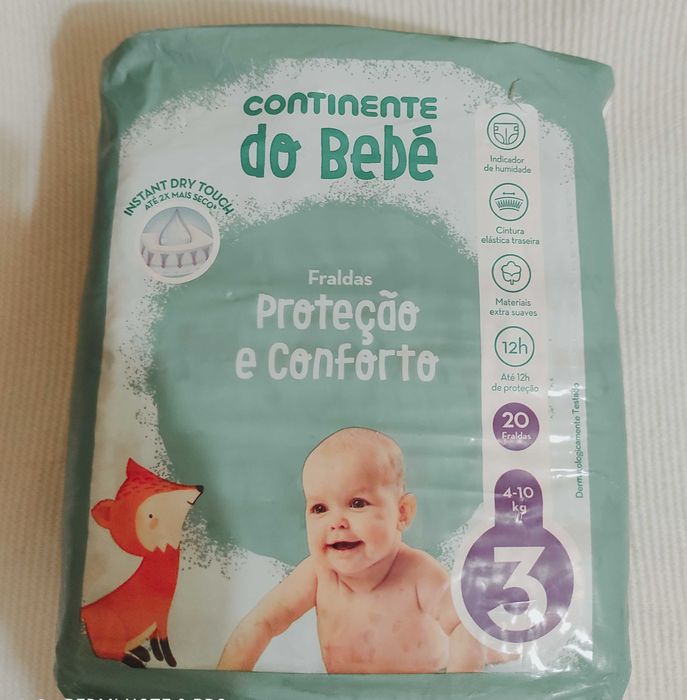 CONTINENTE
do Bebé
INSTANT DRY TOUCH
ATÉ 2X MAIS SECO*
Fraldas
Proteção
e Conforto
Indicador
de humidade
Cintura
elástica traseira
Materiais
extra suaves
12h
Até 12h
de proteção
20
Fraldas
Dermatologicamente Testado
4-10
kg
3